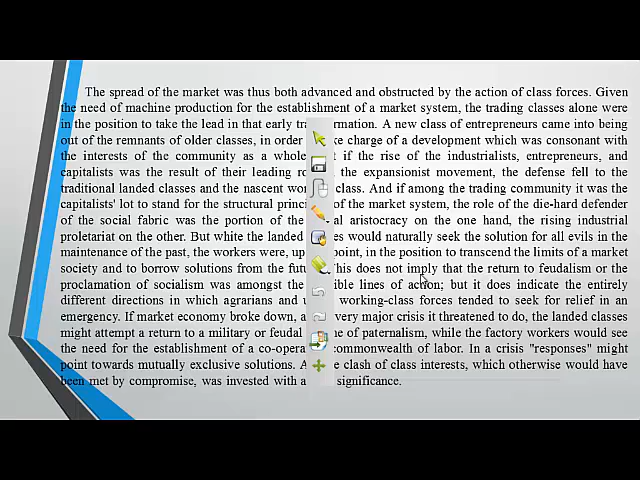 The spread of the market was thus both advanced and obstructed by the action of class forces. Given
the need of machine production for the establishment of a market system, the trading classes alone were
in the position to take the lead in that early tra rmation. A new class of entrepreneurs came into being
out of the remnants of older classes, in order ke charge of a development which was consonant with
the interests of the community as a whole t if the rise of the industrialists, entrepreneurs, and
capitalists was the result of their leading ro the expansionist movement, the defense fell to the
traditional landed classes and the nascent wor class. And if among the trading community it was the
capitalists' lot to stand for the structural princ of the market system, the role of the die-hard defender
of the social fabric was the portion of the al aristocracy on the one hand, the rising industrial
proletariat on the other. But white the landed es would naturally seek the solution for all evils in the
maintenance of the past, the workers were, up point, in the position to transcend the limits of a market
society and to borrow solutions from the futu his does not imply that the return to feudalism or the
proclamation of socialism was amongst the ible lines of action; but it does indicate the entirely
different directions in which agrarians and u working-class forces tended to seek for relief in an
emergency. If market economy broke down, a very major crisis it threatened to do, the landed classes
might attempt a return to a military or feudal ne of paternalism, while the factory workers would see
the need for the establishment of a co-opera commonwealth of labor. In a crisis "responses" might
point towards mutually exclusive solutions. A e clash of class interests, which otherwise would have
been met by compromise, was invested with a significance.